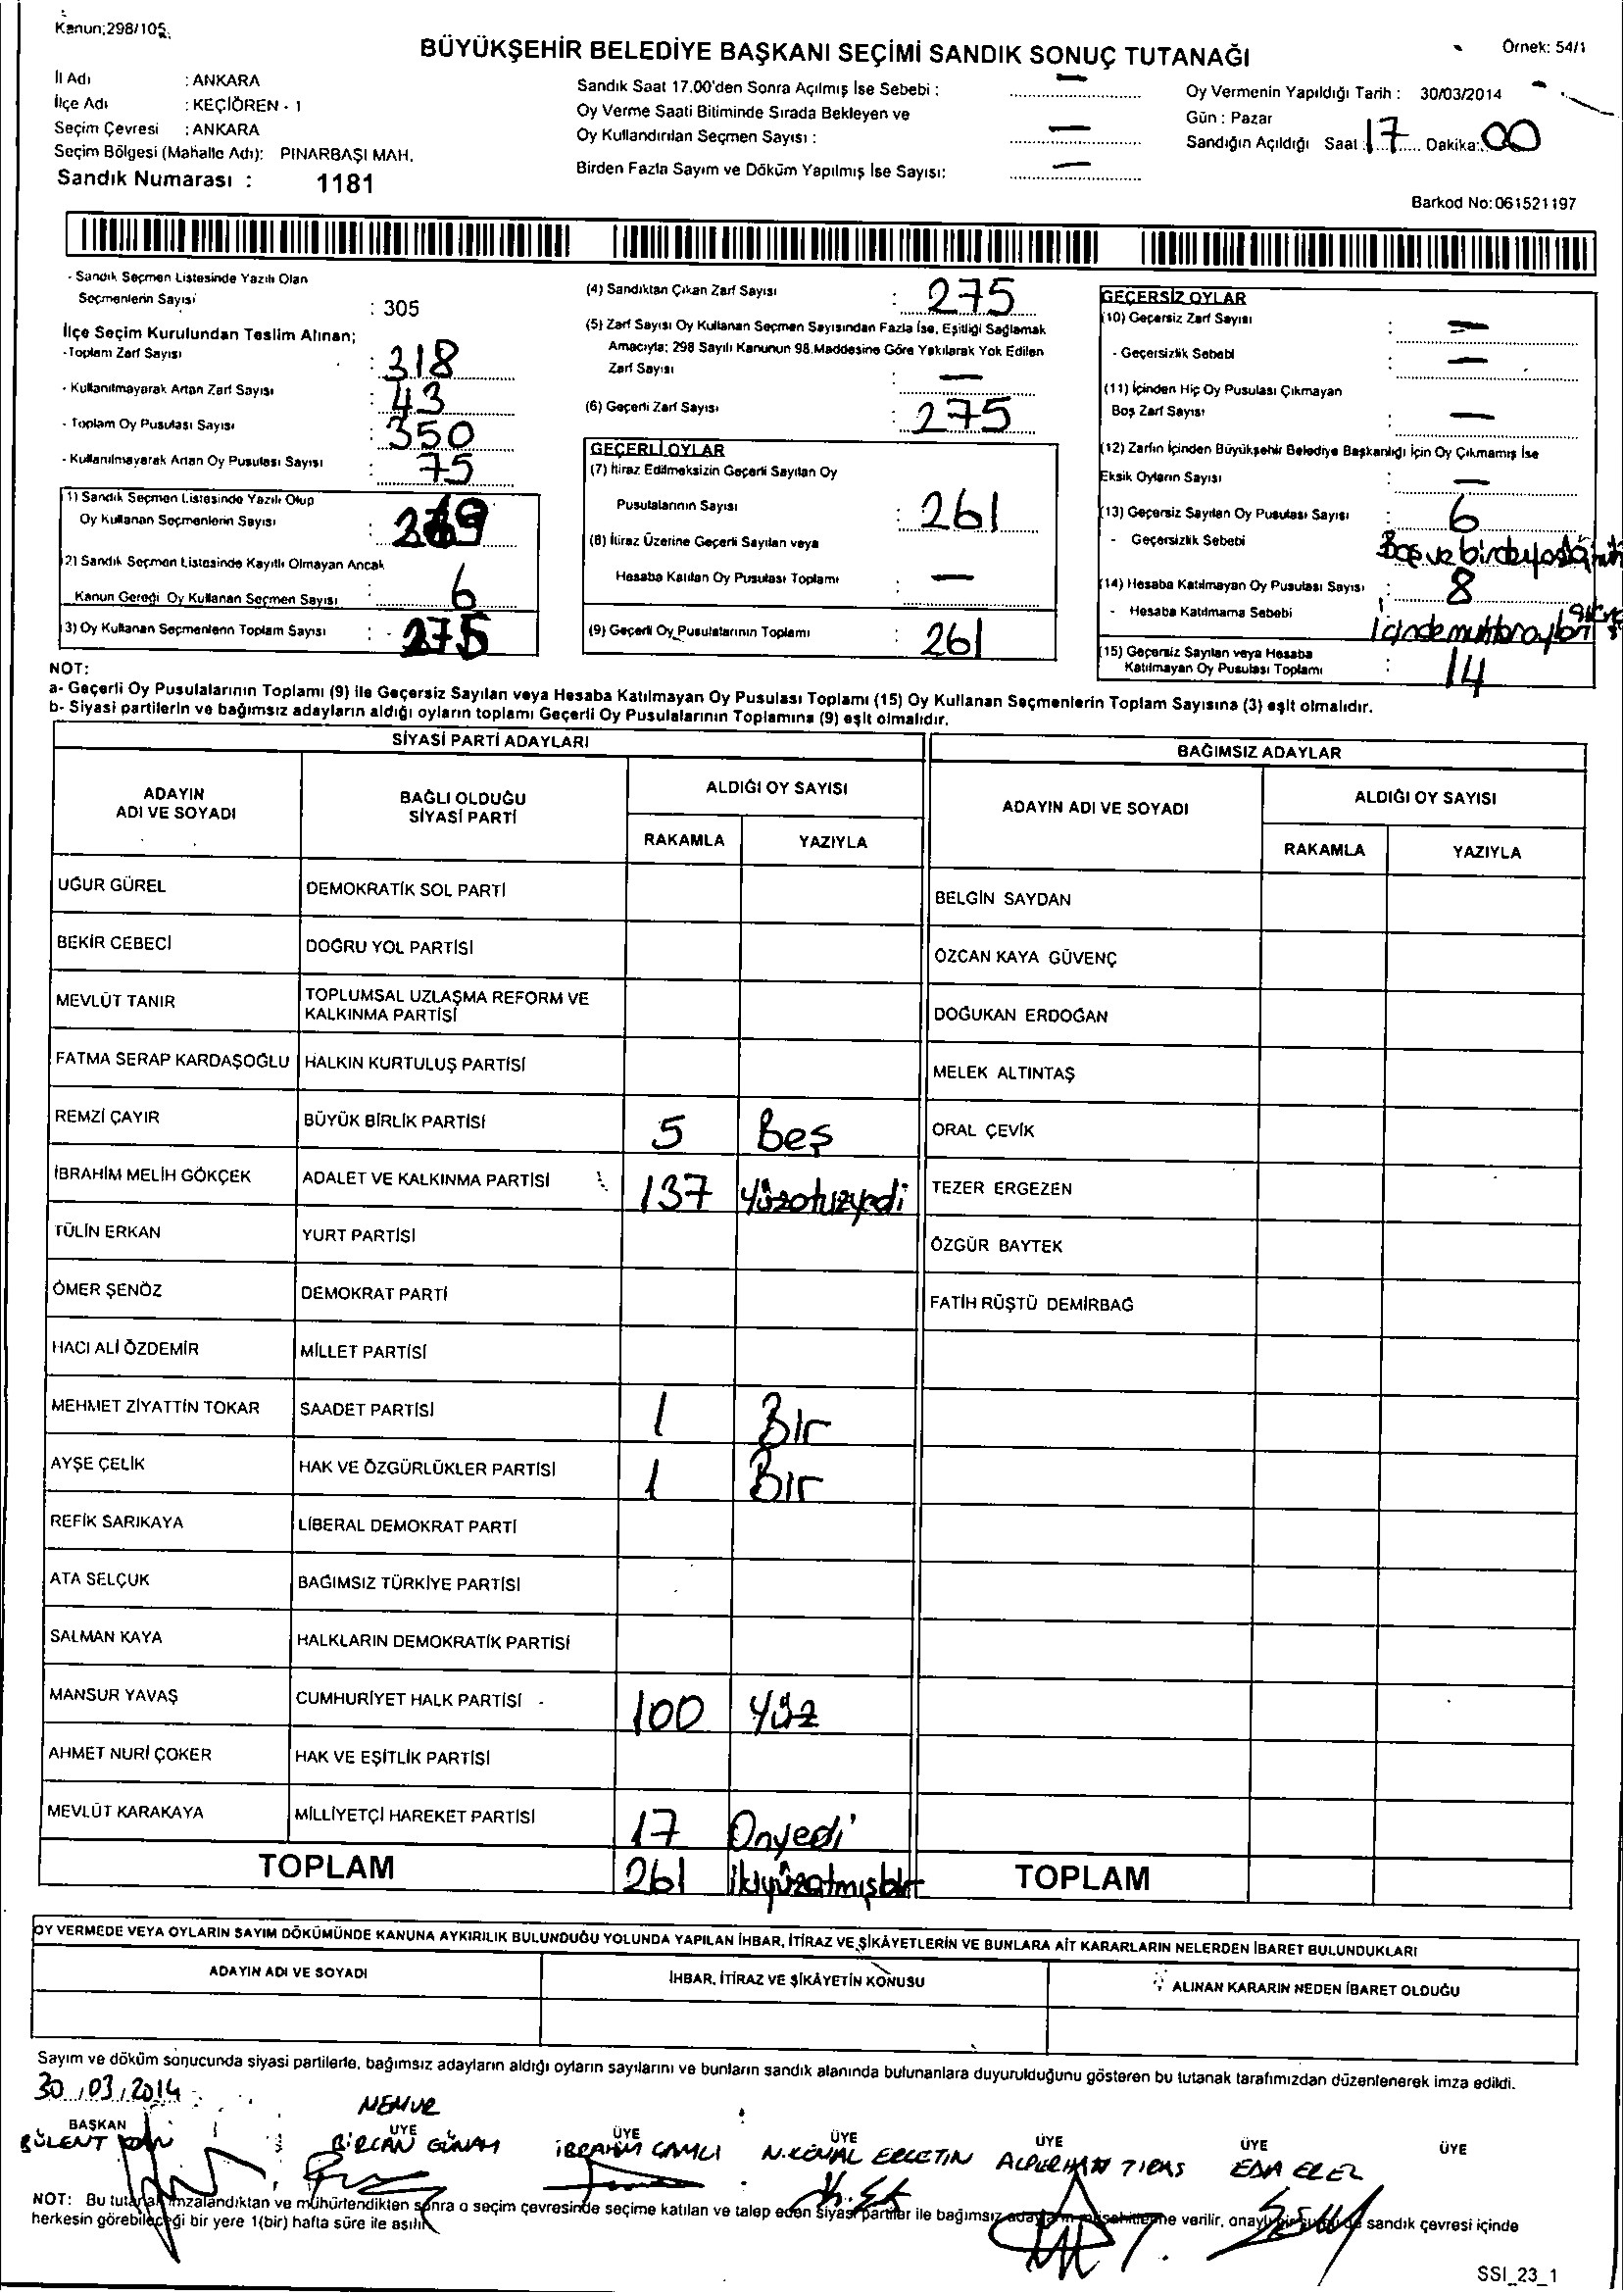 Kanun;298/105.
Örnek: 54/1
BÜYÜKŞEHİR BELEDİYE BAŞKANI SEÇİMİ SANDIK SONUÇ TUTANAĞI
İl Adı : ANKARA
İlçe Adı : KEÇİÖREN - 1
Seçim Çevresi : ANKARA
Seçim Bölgesi (Mahalle Adı): PINARBAŞI MAH.
Sandık Numarası : 1181
Sandık Saat 17.00'den Sonra Açılmış İse Sebebi : —
Oy Verme Saati Bitiminde Sırada Bekleyen ve
Oy Kullandırılan Seçmen Sayısı : —
Birden Fazla Sayım ve Döküm Yapılmış İse Sayısı: —
Oy Vermenin Yapıldığı Tarih : 30/03/2014
Gün : Pazar
Sandığın Açıldığı Saat : 17 Dakika: 00
Barkod No:061521197
- Sandık Seçmen Listesinde Yazılı Olan
Seçmenlerin Sayısı : 305
İlçe Seçim Kurulundan Teslim Alınan;
-Toplam Zarf Sayısı : 318
- Kullanılmayarak Artan Zarf Sayısı : 43
- Toplam Oy Pusulası Sayısı : 350
- Kullanılmayarak Artan Oy Pusulası Sayısı : 75
1) Sandık Seçmen Listesinde Yazılı Olup
Oy Kullanan Seçmenlerin Sayısı : 269
2) Sandık Seçmen Listesinde Kayıtlı Olmayan Ancak
Kanun Gereği Oy Kullanan Seçmen Sayısı : 6
3) Oy Kullanan Seçmenlerin Toplam Sayısı : 275
(4) Sandıktan Çıkan Zarf Sayısı : 275
(5) Zarf Sayısı Oy Kullanan Seçmen Sayısından Fazla İse, Eşitliği Sağlamak
Amacıyla; 298 Sayılı Kanunun 98.Maddesine Göre Yakılarak Yok Edilen
Zarf Sayısı : —
(6) Geçerli Zarf Sayısı : 275
GEÇERLİ OYLAR
(7) İtiraz Edilmeksizin Geçerli Sayılan Oy
Pusulalarının Sayısı : 261
(8) İtiraz Üzerine Geçerli Sayılan veya
Hesaba Katılan Oy Pusulası Toplamı : —
(9) Geçerli Oy Pusulalarının Toplamı : 261
GEÇERSİZ OYLAR
(10) Geçersiz Zarf Sayısı : —
- Geçersizlik Sebebi : —
(11) İçinden Hiç Oy Pusulası Çıkmayan
Boş Zarf Sayısı : —
(12) Zarfın İçinden Büyükşehir Belediye Başkanlığı İçin Oy Çıkmamış İse
Eksik Oyların Sayısı : —
(13) Geçersiz Sayılan Oy Pusulası Sayısı : 6
- Geçersizlik Sebebi
(14) Hesaba Katılmayan Oy Pusulası Sayısı : 8
- Hesaba Katılmama Sebebi
(15) Geçersiz Sayılan veya Hesaba
Katılmayan Oy Pusulası Toplamı : 14
NOT:
a- Geçerli Oy Pusulalarının Toplamı (9) ile Geçersiz Sayılan veya Hesaba Katılmayan Oy Pusulası Toplamı (15) Oy Kullanan Seçmenlerin Toplam Sayısına (3) eşit olmalıdır.
b- Siyasi partilerin ve bağımsız adayların aldığı oyların toplamı Geçerli Oy Pusulalarının Toplamına (9) eşit olmalıdır.
SİYASİ PARTİ ADAYLARI
BAĞIMSIZ ADAYLAR
ADAYIN ADI VE SOYADI
BAĞLI OLDUĞU SİYASİ PARTİ
ALDIĞI OY SAYISI
RAKAMLA YAZIYLA
ADAYIN ADI VE SOYADI
ALDIĞI OY SAYISI
RAKAMLA YAZIYLA
UĞUR GÜREL DEMOKRATİK SOL PARTİ BELGİN SAYDAN
BEKİR CEBECİ DOĞRU YOL PARTİSİ ÖZCAN KAYA GÜVENÇ
MEVLÜT TANIR TOPLUMSAL UZLAŞMA REFORM VE KALKINMA PARTİSİ DOĞUKAN ERDOĞAN
FATMA SERAP KARDAŞOĞLU HALKIN KURTULUŞ PARTİSİ MELEK ALTINTAŞ
REMZİ ÇAYIR BÜYÜK BİRLİK PARTİSİ 5 Beş ORAL ÇEVİK
İBRAHİM MELİH GÖKÇEK ADALET VE KALKINMA PARTİSİ 137 Yüzotuzyedi TEZER ERGEZEN
TÜLİN ERKAN YURT PARTİSİ ÖZGÜR BAYTEK
ÖMER ŞENÖZ DEMOKRAT PARTİ FATİH RÜŞTÜ DEMİRBAĞ
HACI ALİ ÖZDEMİR MİLLET PARTİSİ
MEHMET ZİYATTİN TOKAR SAADET PARTİSİ 1 Bir
AYŞE ÇELİK HAK VE ÖZGÜRLÜKLER PARTİSİ 1 Bir
REFİK SARIKAYA LİBERAL DEMOKRAT PARTİ
ATA SELÇUK BAĞIMSIZ TÜRKİYE PARTİSİ
SALMAN KAYA HALKLARIN DEMOKRATİK PARTİSİ
MANSUR YAVAŞ CUMHURİYET HALK PARTİSİ 100 Yüz
AHMET NURİ ÇOKER HAK VE EŞİTLİK PARTİSİ
MEVLÜT KARAKAYA MİLLİYETÇİ HAREKET PARTİSİ 17 Onyedi
TOPLAM 261 İkiyüzatmışbir TOPLAM
OY VERMEDE VEYA OYLARIN SAYIM DÖKÜMÜNDE KANUNA AYKIRILIK BULUNDUĞU YOLUNDA YAPILAN İHBAR, İTİRAZ VE ŞİKÂYETLERİN VE BUNLARA AİT KARARLARIN NELERDEN İBARET BULUNDUKLARI
ADAYIN ADI VE SOYADI İHBAR, İTİRAZ VE ŞİKÂYETİN KONUSU ALINAN KARARIN NEDEN İBARET OLDUĞU
Sayım ve döküm sonucunda siyasi partilerle, bağımsız adayların aldığı oyların sayılarını ve bunların sandık alanında bulunanlara duyurulduğunu gösteren bu tutanak tarafımızdan düzenlenerek imza edildi.
30/03/2014
MEMUR
BAŞKAN ÜYE ÜYE ÜYE ÜYE ÜYE ÜYE
BÜLENT BİRCAN GÜNAY İBRAHİM CAMLI N.KEMAL ALPERHAN TIRAS EDA
NOT: Bu tutanak imzalandıktan ve mühürlendikten sonra o seçim çevresinde seçime katılan ve talep eden siyasi partiler ile bağımsız adayların müşahitlerine verilir, onaylı bir sureti de sandık çevresi içinde
herkesin görebileceği bir yere 1(bir) hafta süre ile asılır.
SSI_23_1